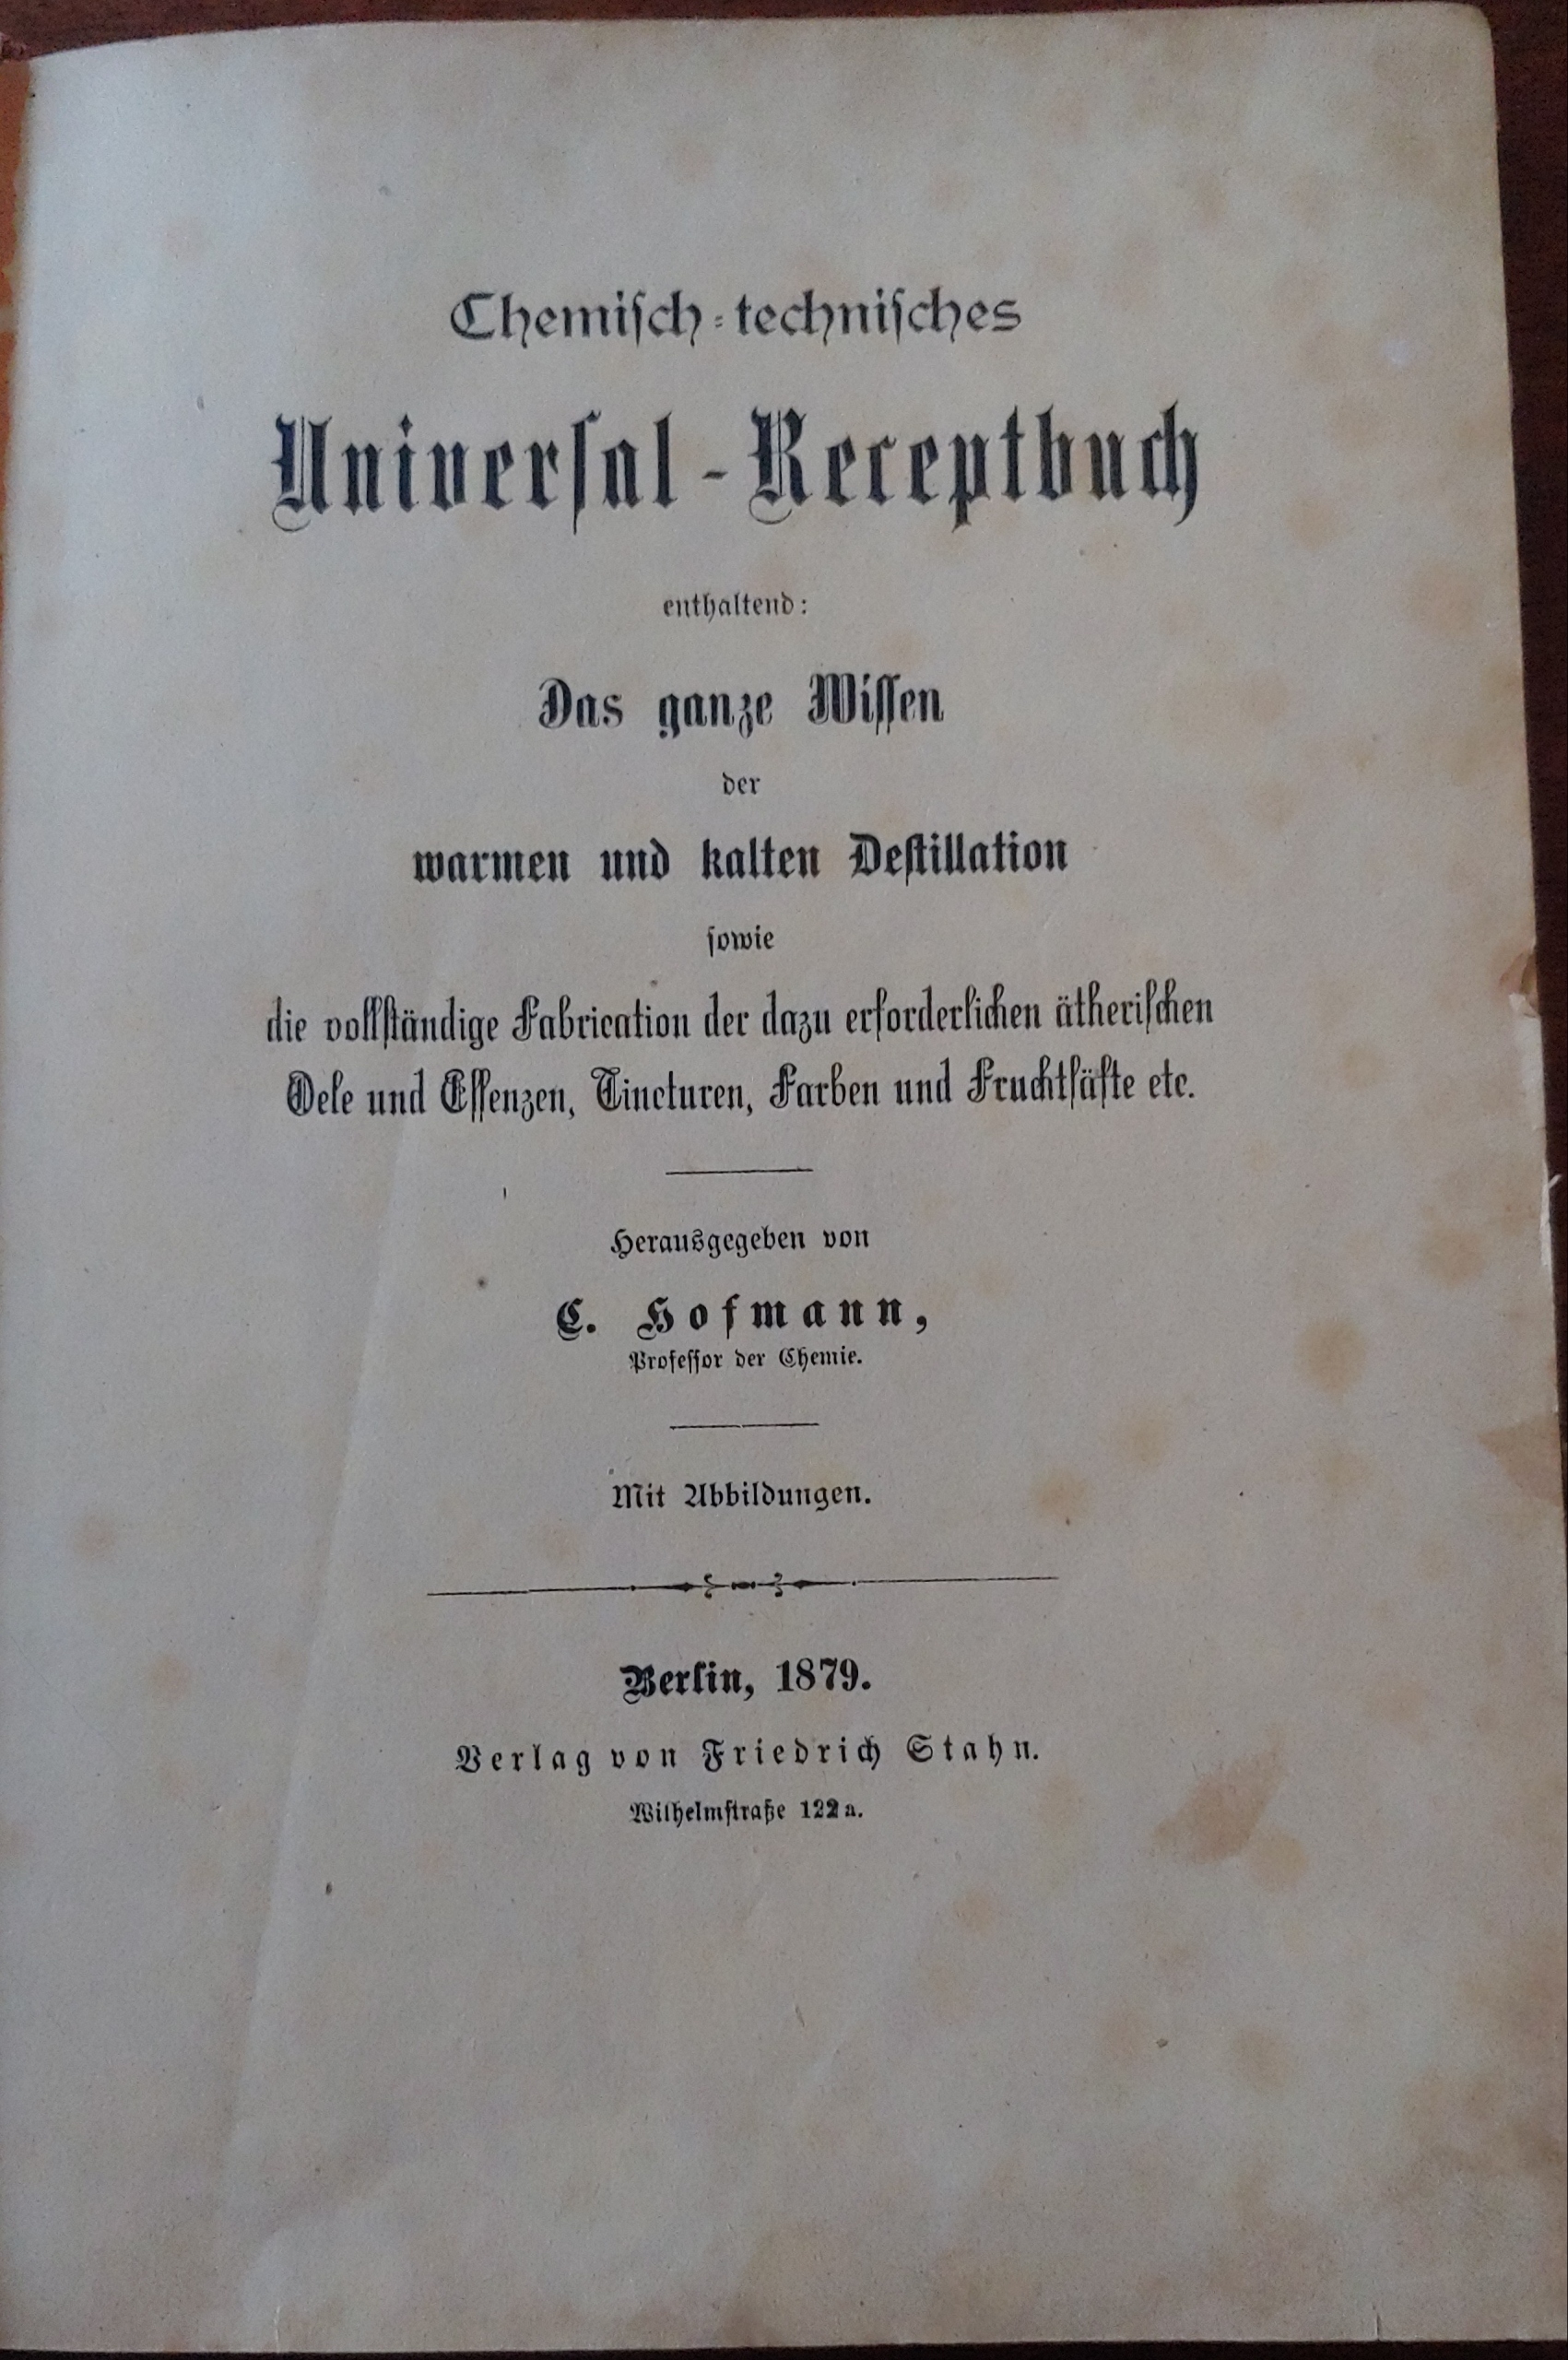 Chemiſch-techniſches
Univerſal-Receptbuch
enthaltend:
Das ganze Wiſſen
der
warmen und kalten Deſtillation
ſowie
die vollſtändige Fabrication der dazu erforderlichen ätheriſchen
Oele und Eſſenzen, Tincturen, Farben und Fruchtſäfte etc.
Herausgegeben von
C. Hofmann,
Profeſſor der Chemie.
Mit Abbildungen.
Berlin, 1879.
Verlag von Friedrich Stahn.
Wilhelmſtraße 122a.